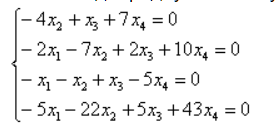 -4x₂ + x₃ + 7x₄ = 0
-2x₁ - 7x₂ + 2x₃ + 10x₄ = 0
-x₁ - x₂ + x₃ - 5x₄ = 0
-5x₁ - 22x₂ + 5x₃ + 43x₄ = 0